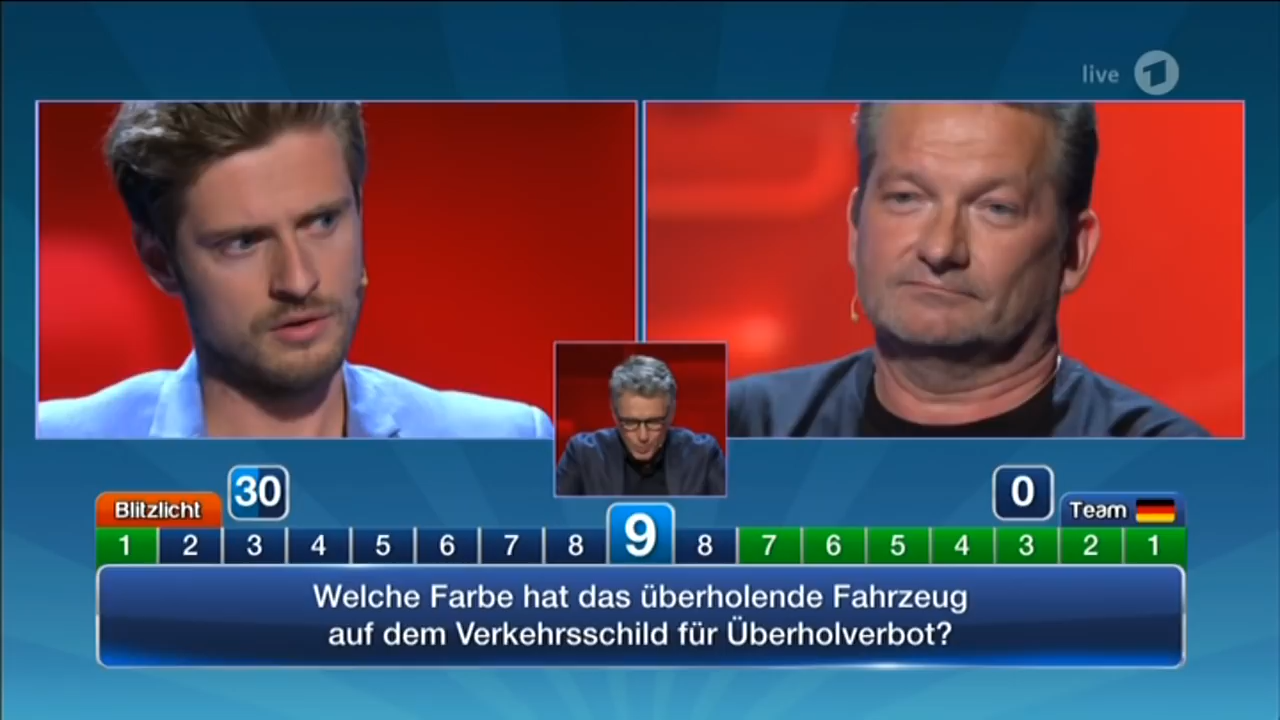 live 1
30
0
Blitzlicht
Team
1 2 3 4 5 6 7 8 9 8 7 6 5 4 3 2 1
Welche Farbe hat das überholende Fahrzeug
auf dem Verkehrsschild für Überholverbot?